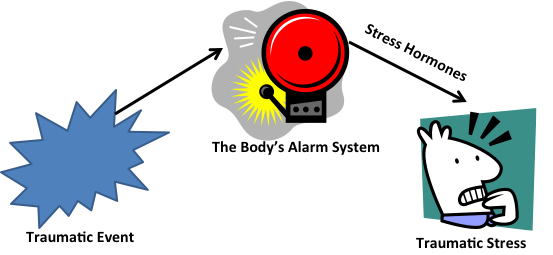 Stress Hormones
The Body's Alarm System
Traumatic Event
Traumatic Stress